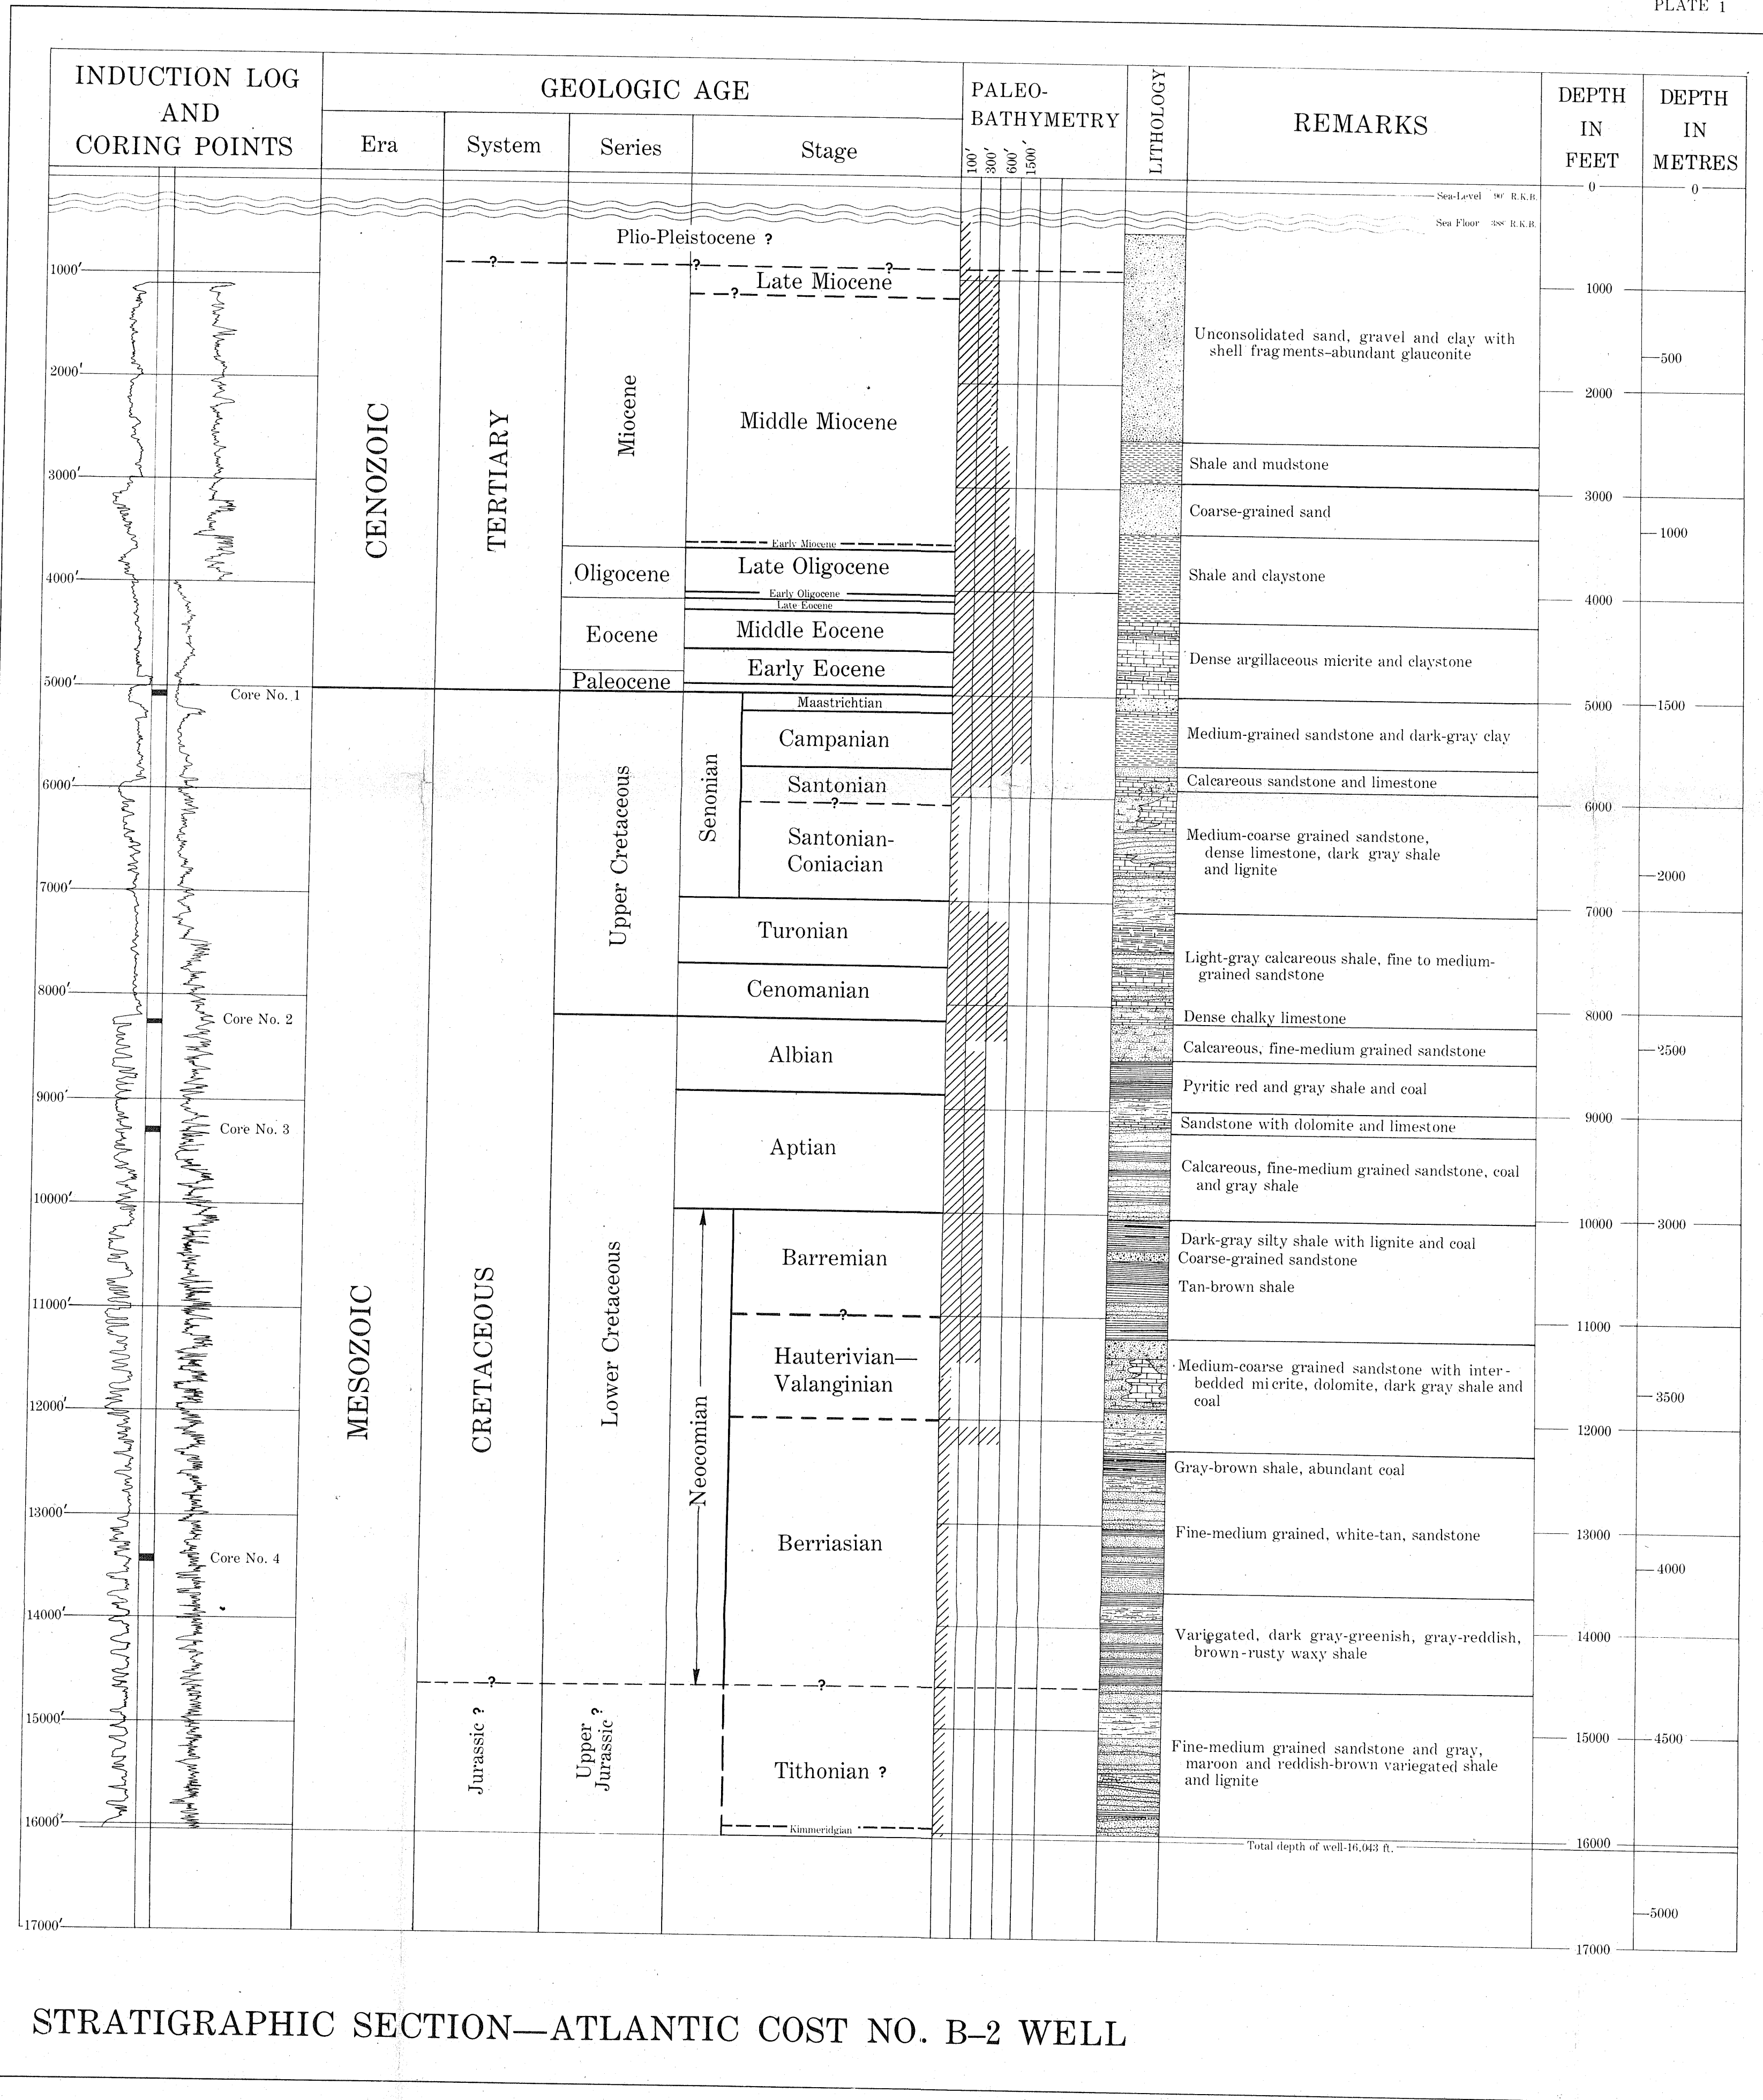 PLATE 1
INDUCTION LOG
AND
CORING POINTS
GEOLOGIC AGE
Era
System
Series
Stage
PALEO-
BATHYMETRY
100'
300'
600'
1500'
LITHOLOGY
REMARKS
DEPTH
IN
FEET
DEPTH
IN
METRES
0
0
Sea-Level 90' R.K.B.
Sea Floor 388' R.K.B.
1000'
2000'
3000'
4000'
5000'
6000'
7000'
8000'
9000'
10000'
11000'
12000'
13000'
14000'
15000'
16000'
17000'
Core No. 1
Core No. 2
Core No. 3
Core No. 4
CENOZOIC
MESOZOIC
TERTIARY
CRETACEOUS
Jurassic ?
Plio-Pleistocene ?
?
?
?
Miocene
Oligocene
Eocene
Paleocene
Upper Cretaceous
Lower Cretaceous
Upper
Jurassic ?
Late Miocene
?
Middle Miocene
Early Miocene
Late Oligocene
Early Oligocene
Late Eocene
Middle Eocene
Early Eocene
Senonian
Maastrichtian
Campanian
Santonian
?
Santonian-
Coniacian
Turonian
Cenomanian
Albian
Aptian
Neocomian
Barremian
?
Hauterivian—
Valanginian
Berriasian
?
?
Tithonian ?
Kimmeridgian
Unconsolidated sand, gravel and clay with
shell fragments-abundant glauconite
Shale and mudstone
Coarse-grained sand
Shale and claystone
Dense argillaceous micrite and claystone
Medium-grained sandstone and dark-gray clay
Calcareous sandstone and limestone
Medium-coarse grained sandstone,
dense limestone, dark gray shale
and lignite
Light-gray calcareous shale, fine to medium-
grained sandstone
Dense chalky limestone
Calcareous, fine-medium grained sandstone
Pyritic red and gray shale and coal
Sandstone with dolomite and limestone
Calcareous, fine-medium grained sandstone, coal
and gray shale
Dark-gray silty shale with lignite and coal
Coarse-grained sandstone
Tan-brown shale
Medium-coarse grained sandstone with inter-
bedded micrite, dolomite, dark gray shale and
coal
Gray-brown shale, abundant coal
Fine-medium grained, white-tan, sandstone
Variegated, dark gray-greenish, gray-reddish,
brown-rusty waxy shale
Fine-medium grained sandstone and gray,
maroon and reddish-brown variegated shale
and lignite
Total depth of well-16,043 ft.
1000
2000
3000
4000
5000
6000
7000
8000
9000
10000
11000
12000
13000
14000
15000
16000
17000
500
1000
1500
2000
2500
3000
3500
4000
4500
5000
STRATIGRAPHIC SECTION—ATLANTIC COST NO. B-2 WELL